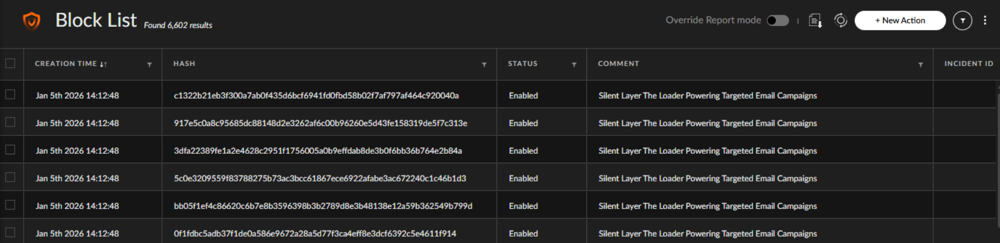 Block List Found 6,602 results Override Report mode + New Action
CREATION TIME HASH STATUS COMMENT INCIDENT ID
Jan 5th 2026 14:12:48 c1322b21eb3f300a7ab0f435d6bcf6941fd0fbd58b02f7af797af464c920040a Enabled Silent Layer The Loader Powering Targeted Email Campaigns
Jan 5th 2026 14:12:48 917e5c0a8c95685dc88148d2e3262af6c00b96260e5d43fe158319de5f7c313e Enabled Silent Layer The Loader Powering Targeted Email Campaigns
Jan 5th 2026 14:12:48 3dfa22389fe1a2e4628c2951f1756005a0b9effdab8de3b0f6bb36b764e2b84a Enabled Silent Layer The Loader Powering Targeted Email Campaigns
Jan 5th 2026 14:12:48 5c0e3209559f83788275b73ac3bcc61867ece6922afabe3ac672240c1c46b1d3 Enabled Silent Layer The Loader Powering Targeted Email Campaigns
Jan 5th 2026 14:12:48 bb05f1ef4c86620c6b7e8b3596398b3b2789d8e3b48138e12a59b362549b799d Enabled Silent Layer The Loader Powering Targeted Email Campaigns
Jan 5th 2026 14:12:48 0f1fdbc5adb37f1de0a586e9672a28a5d77f3ca4eff8e3dcf6392c5e4611f914 Enabled Silent Layer The Loader Powering Targeted Email Campaigns